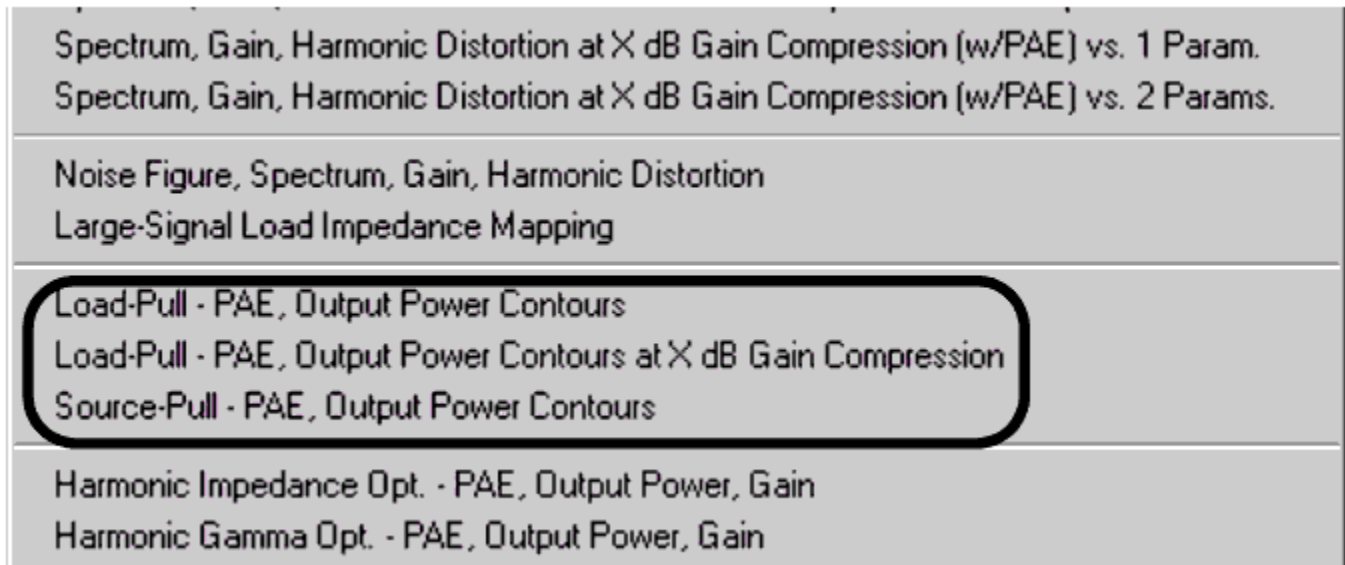 Spectrum, Gain, Harmonic Distortion at X dB Gain Compression (w/PAE) vs. 1 Param.
Spectrum, Gain, Harmonic Distortion at X dB Gain Compression (w/PAE) vs. 2 Params.
Noise Figure, Spectrum, Gain, Harmonic Distortion
Large-Signal Load Impedance Mapping
Load-Pull - PAE, Output Power Contours
Load-Pull - PAE, Output Power Contours at X dB Gain Compression
Source-Pull - PAE, Output Power Contours
Harmonic Impedance Opt. - PAE, Output Power, Gain
Harmonic Gamma Opt. - PAE, Output Power, Gain